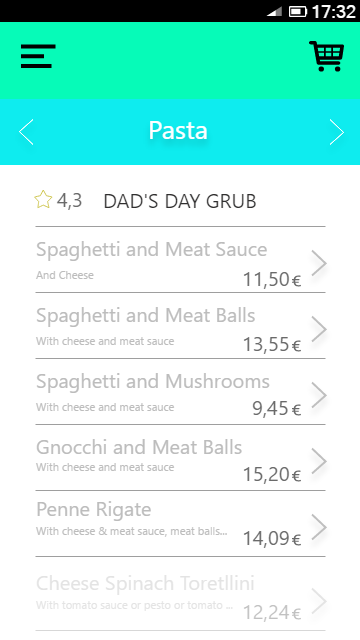 17:32
Pasta
4,3 DAD'S DAY GRUB
Spaghetti and Meat Sauce
And Cheese
11,50 €
Spaghetti and Meat Balls
With cheese and meat sauce
13,55 €
Spaghetti and Mushrooms
With cheese and meat sauce
9,45 €
Gnocchi and Meat Balls
With cheese and meat sauce
15,20 €
Penne Rigate
With cheese & meat sauce, meat balls...
14,09 €
Cheese Spinach Toretllini
With tomato sauce or pesto or tomato ...
12,24 €